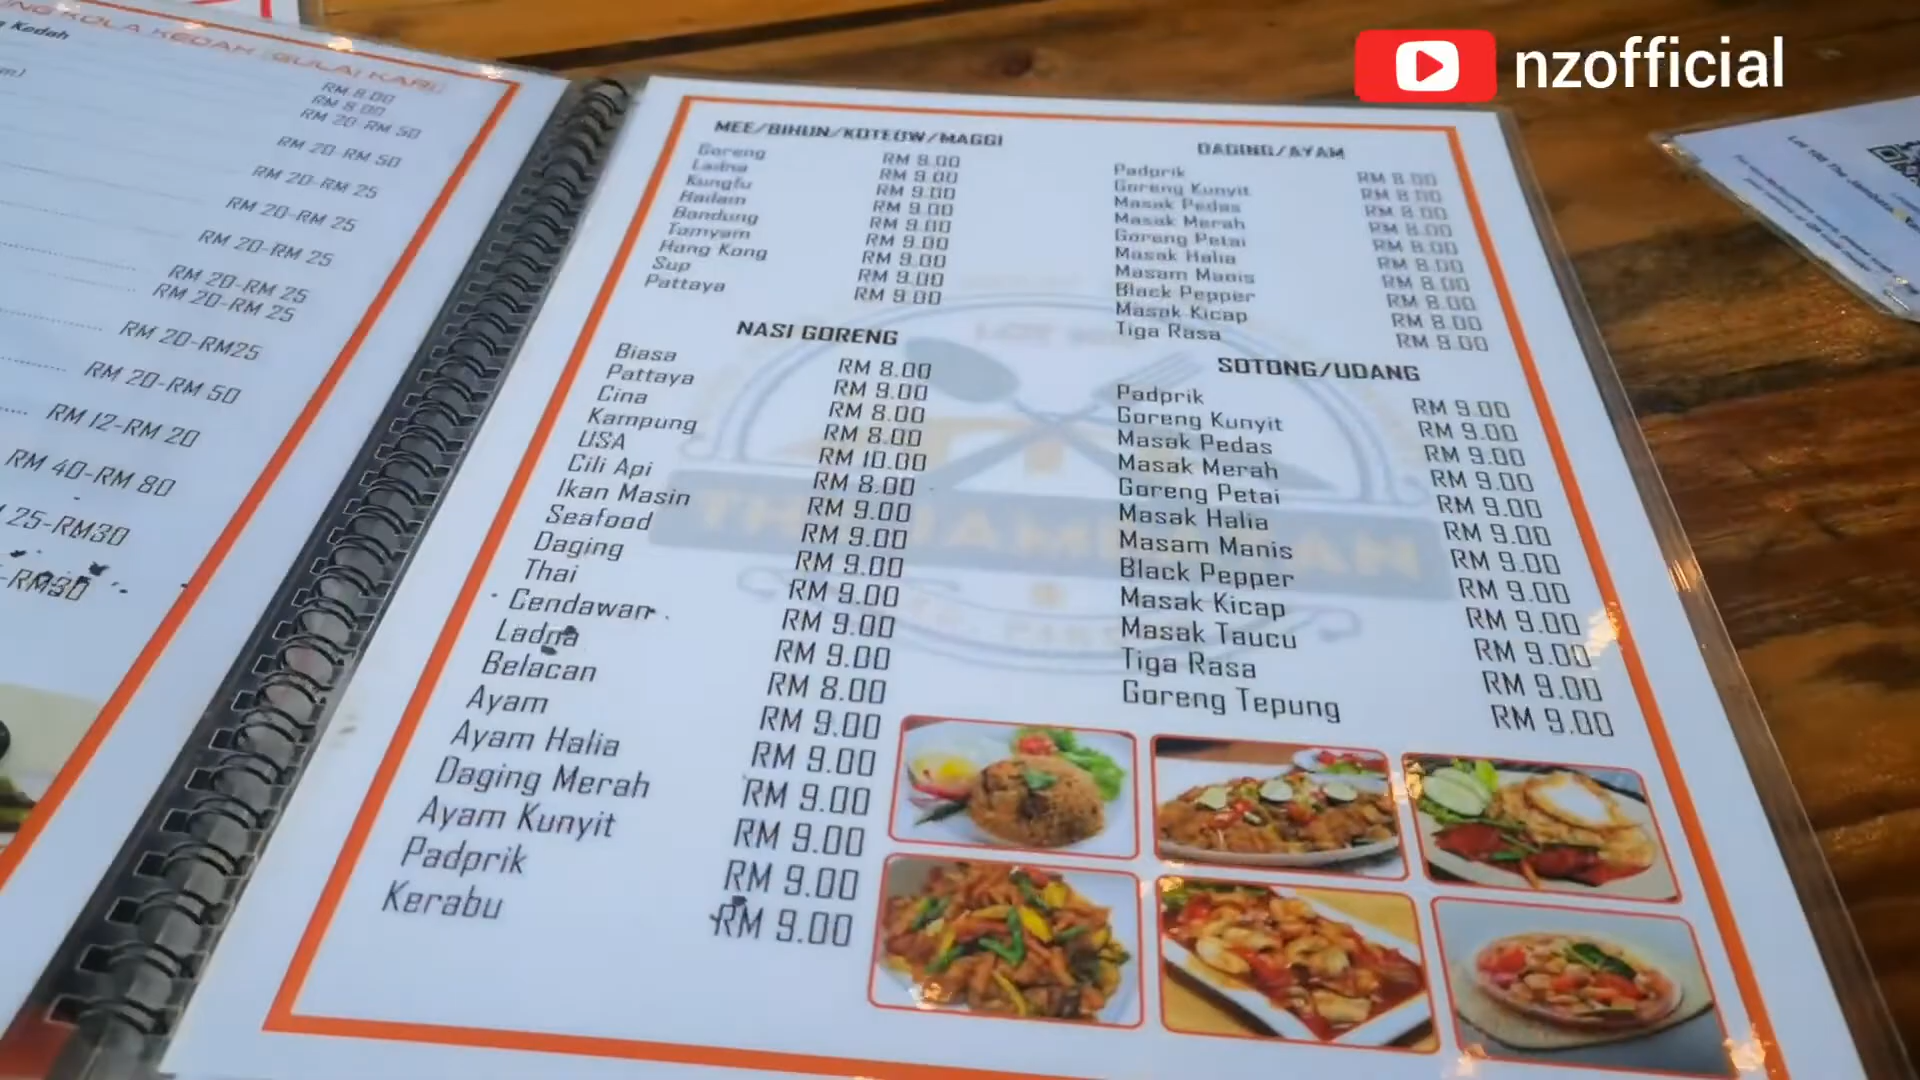 nzofficial
KOLA KEDAH (GULAI KARI)
Kedah
RM 8.00
RM 8.00
RM 20-RM 50
RM 20-RM 50
RM 20-RM 25
RM 20-RM 25
RM 20-RM 25
RM 20-RM 25
RM 20-RM 25
RM 20-RM25
RM 20-RM 50
RM 12-RM 20
RM 40-RM 80
25-RM30
-RM30
MEE/BIHUN/KOTEOW/MAGGI
Goreng RM 9.00
Ladna RM 9.00
Kungfu RM 9.00
Hailam RM 9.00
Bandung RM 9.00
Tomyam RM 9.00
Hong Kong RM 9.00
Sup RM 9.00
Pattaya RM 9.00
NASI GORENG
Biasa RM 8.00
Pattaya RM 9.00
Cina RM 8.00
Kampung RM 8.00
USA RM 10.00
Cili Api RM 8.00
Ikan Masin RM 9.00
Seafood RM 9.00
Daging RM 9.00
Thai RM 9.00
Cendawan RM 9.00
Ladna RM 9.00
Belacan RM 8.00
Ayam RM 9.00
Ayam Halia RM 9.00
Daging Merah RM 9.00
Ayam Kunyit RM 9.00
Padprik RM 9.00
Kerabu RM 9.00
DAGING/AYAM
Padprik RM 8.00
Goreng Kunyit RM 8.00
Masak Pedas RM 8.00
Masak Merah RM 8.00
Goreng Petai RM 8.00
Masak Halia RM 8.00
Masam Manis RM 8.00
Black Pepper RM 8.00
Masak Kicap RM 8.00
Tiga Rasa RM 9.00
SOTONG/UDANG
Padprik RM 9.00
Goreng Kunyit RM 9.00
Masak Pedas RM 9.00
Masak Merah RM 9.00
Goreng Petai RM 9.00
Masak Halia RM 9.00
Masam Manis RM 9.00
Black Pepper RM 9.00
Masak Kicap RM 9.00
Masak Taucu RM 9.00
Tiga Rasa RM 9.00
Goreng Tepung RM 9.00